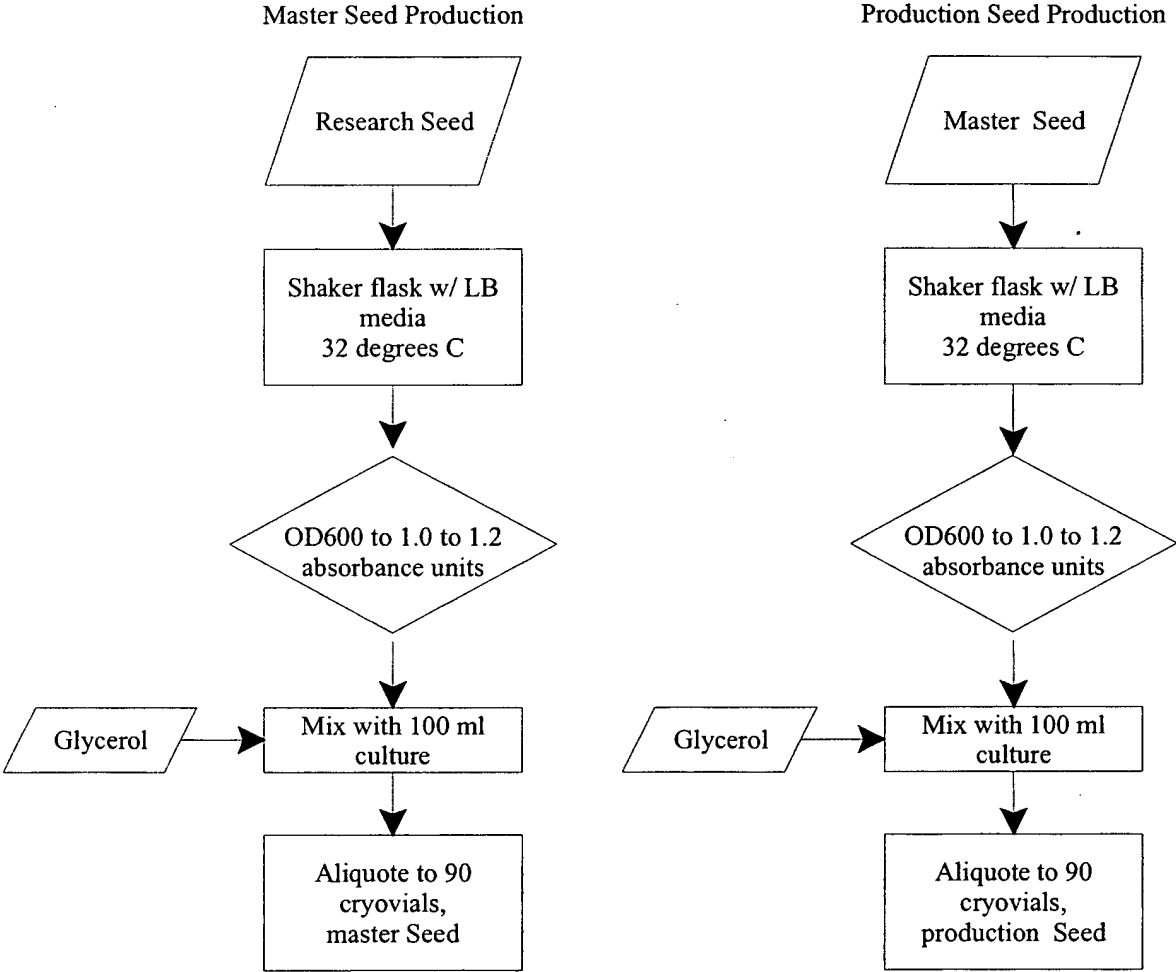 Master Seed Production
Research Seed
Shaker flask w/ LB
media
32 degrees C
OD600 to 1.0 to 1.2
absorbance units
Glycerol
Mix with 100 ml
culture
Aliquote to 90
cryovials,
master Seed
Production Seed Production
Master Seed
Shaker flask w/ LB
media
32 degrees C
OD600 to 1.0 to 1.2
absorbance units
Glycerol
Mix with 100 ml
culture
Aliquote to 90
cryovials,
production Seed